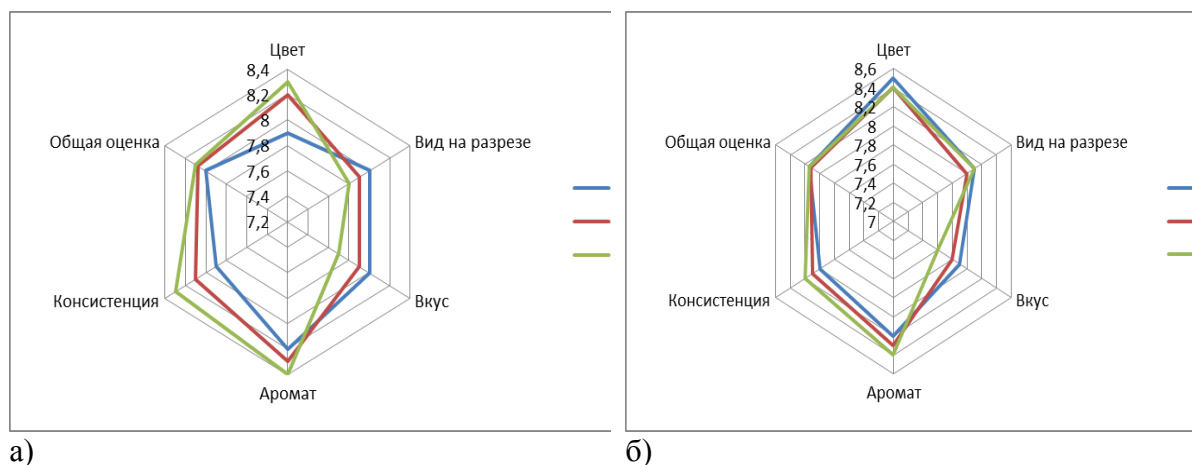 Цвет
8,4
8,2
8
7,8
7,6
7,4
7,2
Общая оценка
Вид на разрезе
Консистенция
Вкус
Аромат
а)
Цвет
8,6
8,4
8,2
8
7,8
7,6
7,4
7,2
7
Общая оценка
Вид на разрезе
Консистенция
Вкус
Аромат
б)